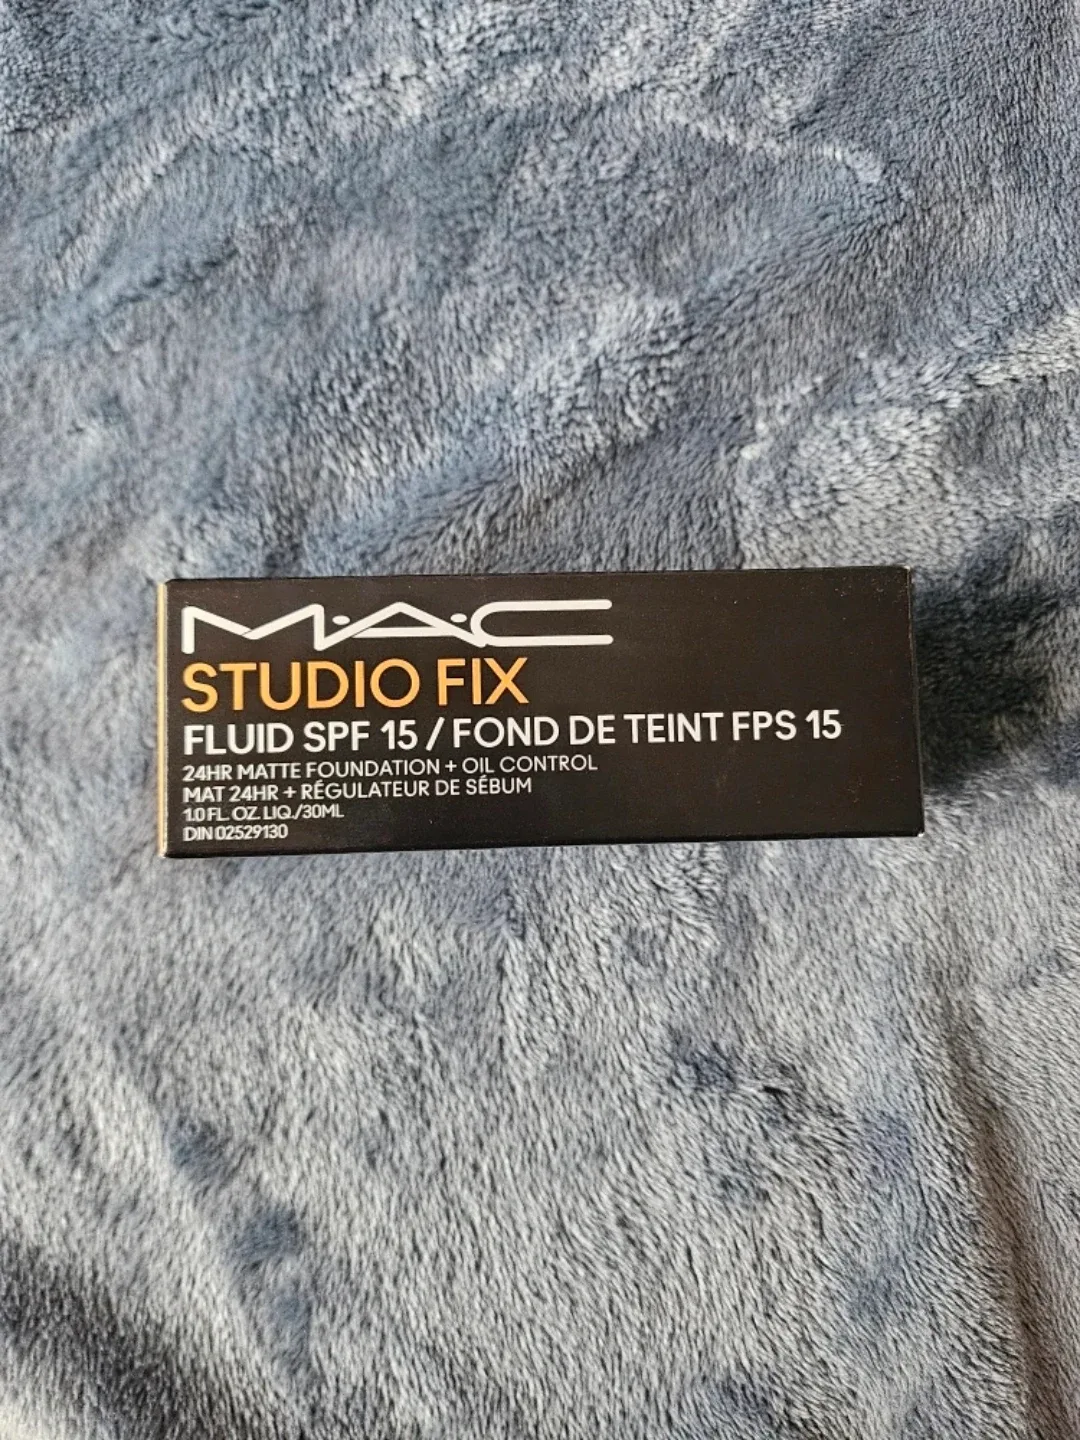 M·A·C
STUDIO FIX
FLUID SPF 15 / FOND DE TEINT FPS 15
24HR MATTE FOUNDATION + OIL CONTROL
MAT 24HR + RÉGULATEUR DE SÉBUM
1.0 FL. OZ. LIQ./30ML
DIN 02529130